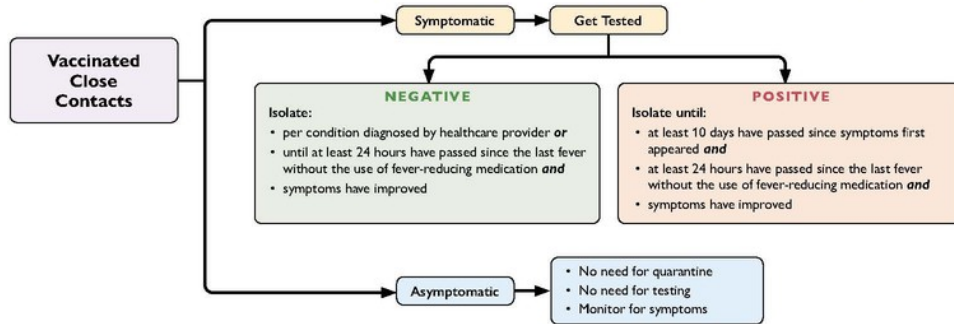 Vaccinated
Close
Contacts
Symptomatic
Get Tested
NEGATIVE
Isolate:
• per condition diagnosed by healthcare provider or
• until at least 24 hours have passed since the last fever
without the use of fever-reducing medication and
• symptoms have improved
POSITIVE
Isolate until:
• at least 10 days have passed since symptoms first
appeared and
• at least 24 hours have passed since the last fever
without the use of fever-reducing medication and
• symptoms have improved
Asymptomatic
• No need for quarantine
• No need for testing
• Monitor for symptoms